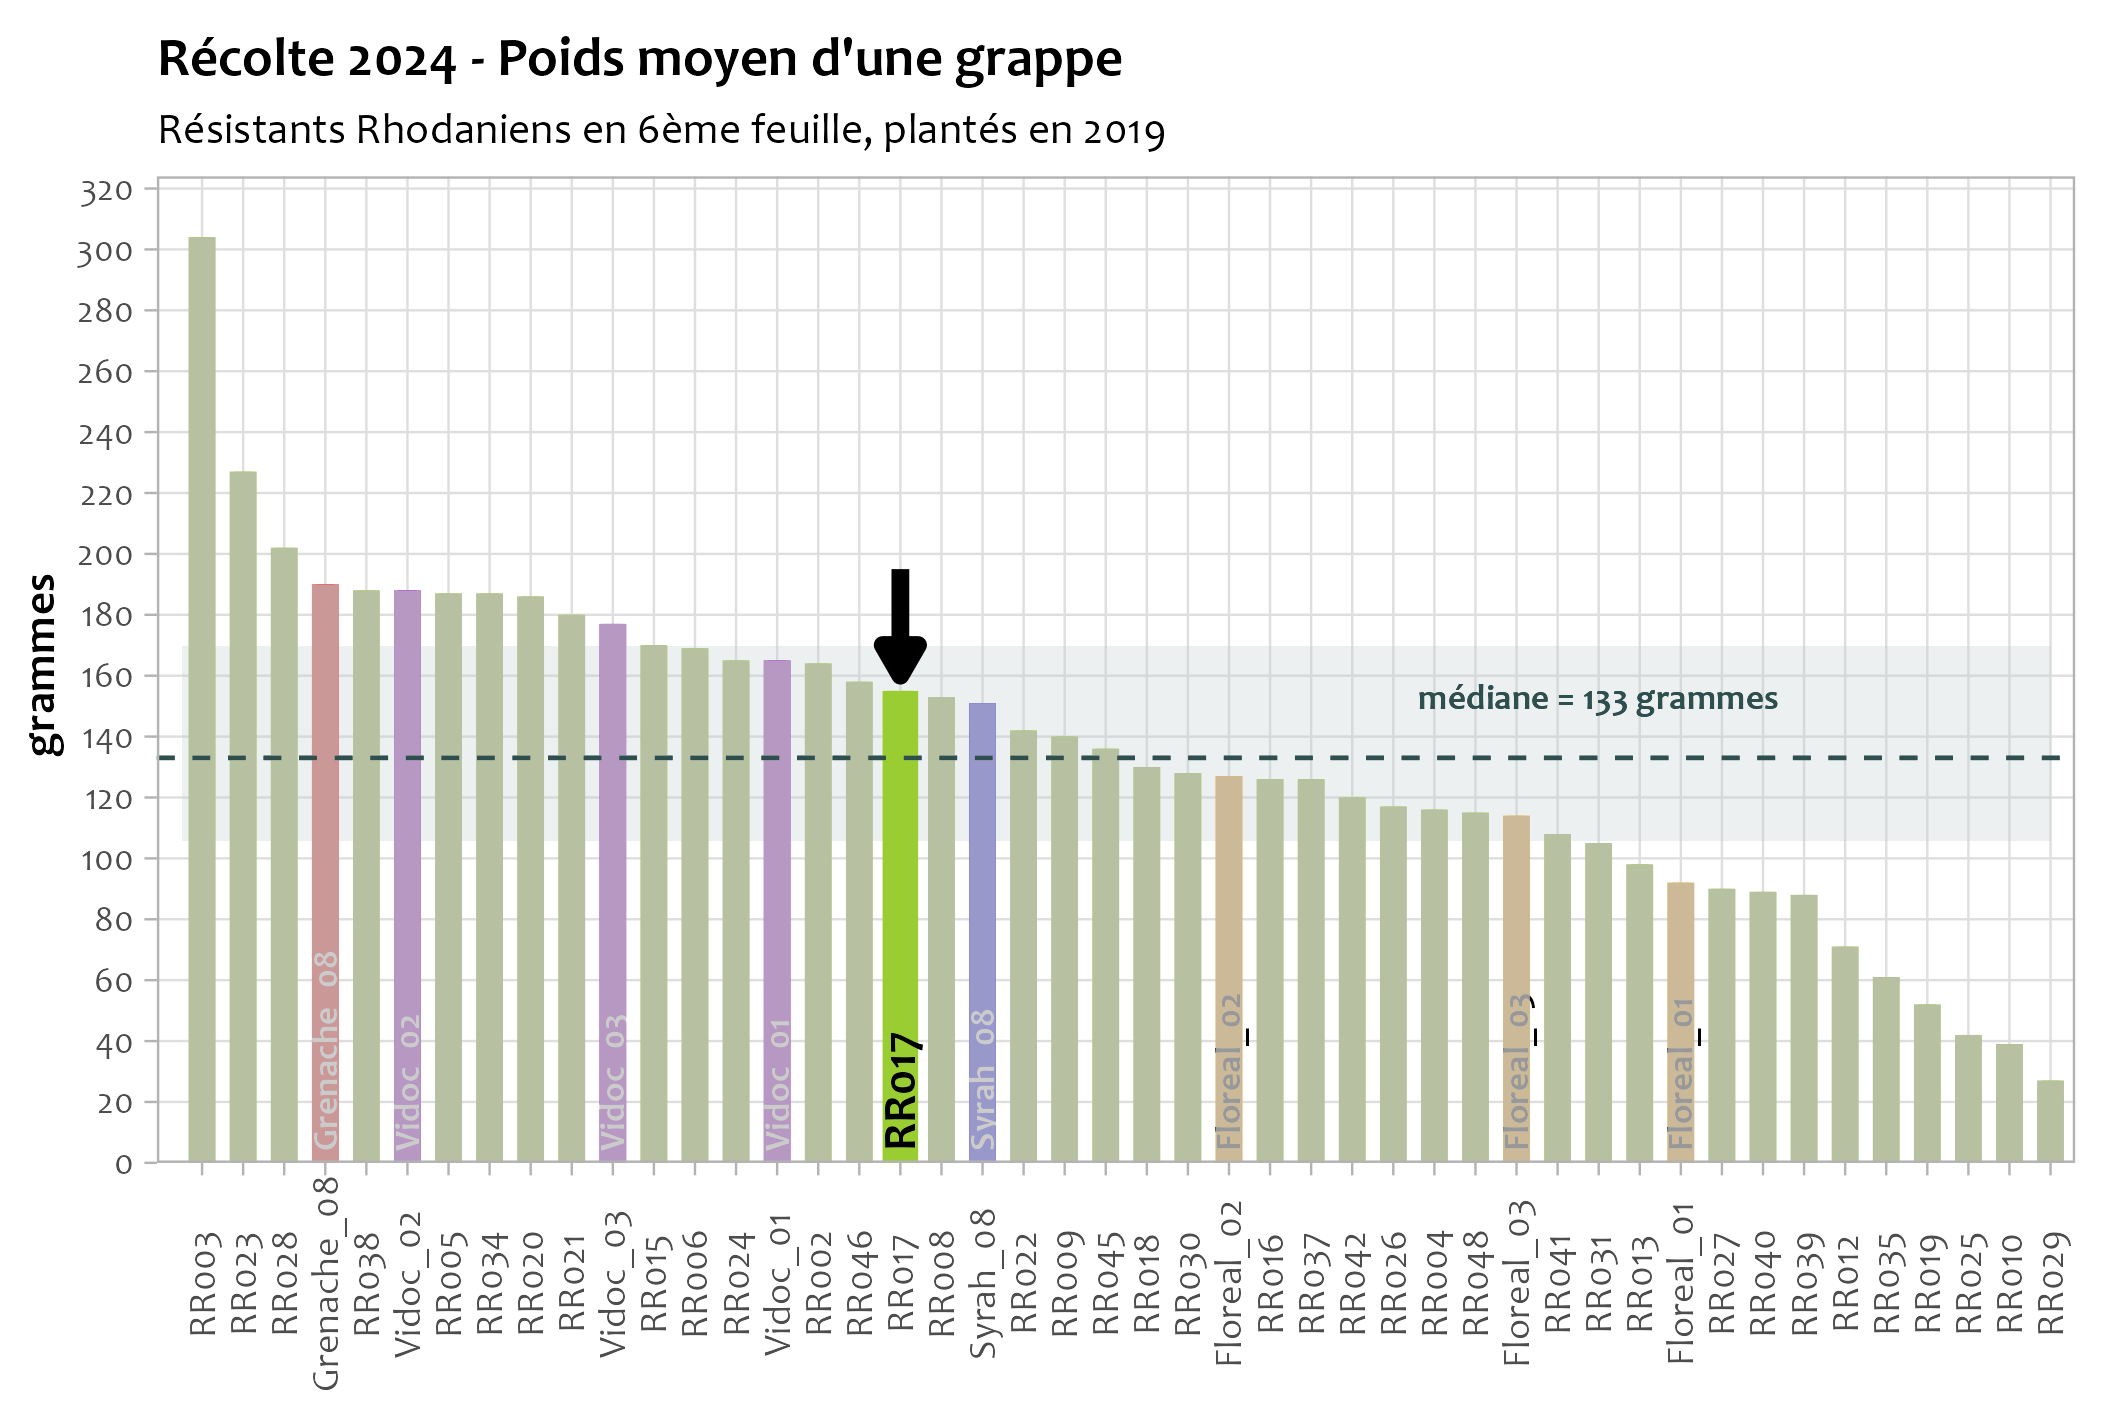 Récolte 2024 - Poids moyen d'une grappe
Résistants Rhodaniens en 6ème feuille, plantés en 2019
grammes
320
300
280
260
240
220
200
180
160
140
120
100
80
60
40
20
0
médiane = 133 grammes
Grenache_08
Vidoc_02
Vidoc_03
Vidoc_01
RR017
Syrah_08
Floreal_02
Floreal_03
Floreal_01
RR003
RR023
RR028
Grenache_08
RR038
Vidoc_02
RR005
RR034
RR020
RR021
Vidoc_03
RR015
RR006
RR024
Vidoc_01
RR002
RR046
RR017
RR008
Syrah_08
RR022
RR009
RR045
RR018
RR030
Floreal_02
RR016
RR037
RR042
RR026
RR004
RR048
Floreal_03
RR041
RR031
RR013
Floreal_01
RR027
RR040
RR039
RR012
RR035
RR019
RR025
RR010
RR029